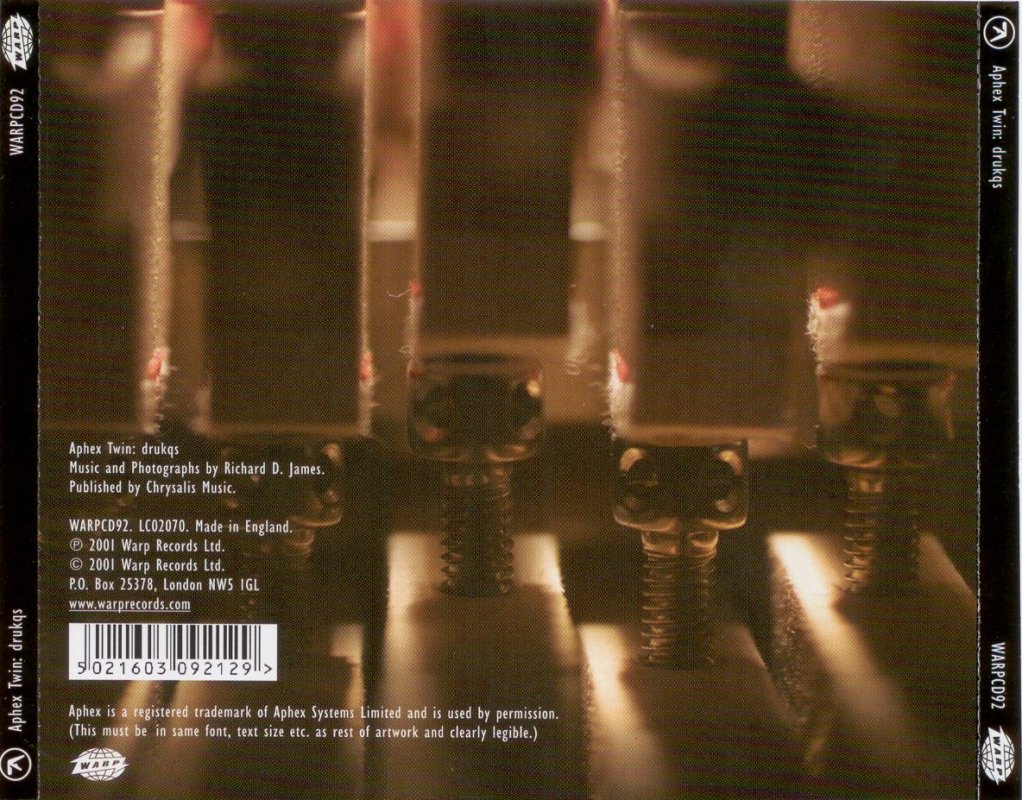 WARP
WARPCD92
Aphex Twin: drukqs
Aphex Twin: drukqs
Music and Photographs by Richard D. James.
Published by Chrysalis Music.
WARPCD92. LC02070. Made in England.
℗ 2001 Warp Records Ltd.
© 2001 Warp Records Ltd.
P.O. Box 25378, London NW5 1GL
www.warprecords.com
5 021603 092129 >
Aphex is a registered trademark of Aphex Systems Limited and is used by permission.
(This must be in same font, text size etc. as rest of artwork and clearly legible.)
WARP
Aphex Twin: drukqs
WARPCD92
WARP